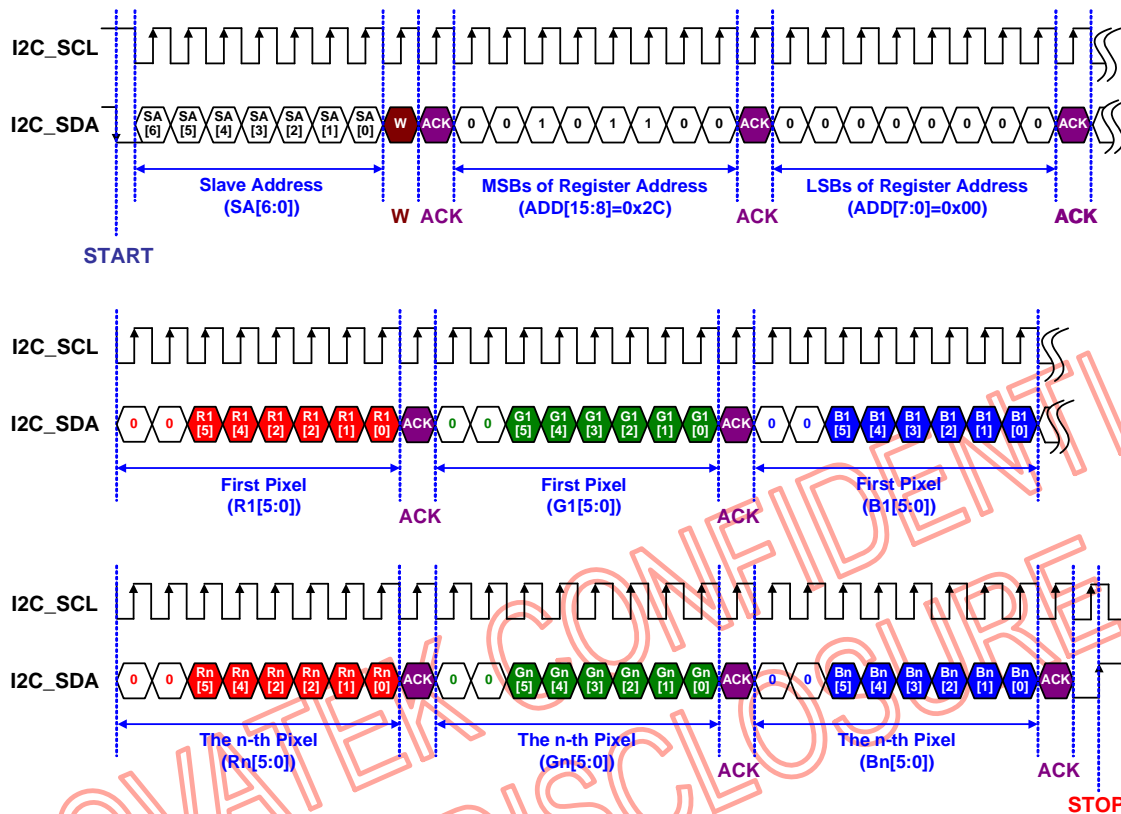 I2C_SCL
I2C_SDA
SA [6] SA [5] SA [4] SA [3] SA [2] SA [1] SA [0] W ACK 0 0 1 0 1 1 0 0 ACK 0 0 0 0 0 0 0 0 ACK
Slave Address
(SA[6:0])
W
ACK
MSBs of Register Address
(ADD[15:8]=0x2C)
ACK
LSBs of Register Address
(ADD[7:0]=0x00)
ACK
START
I2C_SCL
I2C_SDA
0 0 R1 [5] R1 [4] R1 [2] R1 [2] R1 [1] R1 [0] ACK 0 0 G1 [5] G1 [4] G1 [3] G1 [2] G1 [1] G1 [0] ACK 0 0 B1 [5] B1 [4] B1 [3] B1 [2] B1 [1] B1 [0]
First Pixel
(R1[5:0])
ACK
First Pixel
(G1[5:0])
ACK
First Pixel
(B1[5:0])
I2C_SCL
I2C_SDA
0 0 Rn [5] Rn [4] Rn [2] Rn [2] Rn [1] Rn [0] ACK 0 0 Gn [5] Gn [4] Gn [3] Gn [2] Gn [1] Gn [0] ACK 0 0 Bn [5] Bn [4] Bn [3] Bn [2] Bn [1] Bn [0] ACK
The n-th Pixel
(Rn[5:0])
The n-th Pixel
(Gn[5:0])
ACK
The n-th Pixel
(Bn[5:0])
ACK
STOP
OVATEK CONFIDENTI
DISCLOSURE